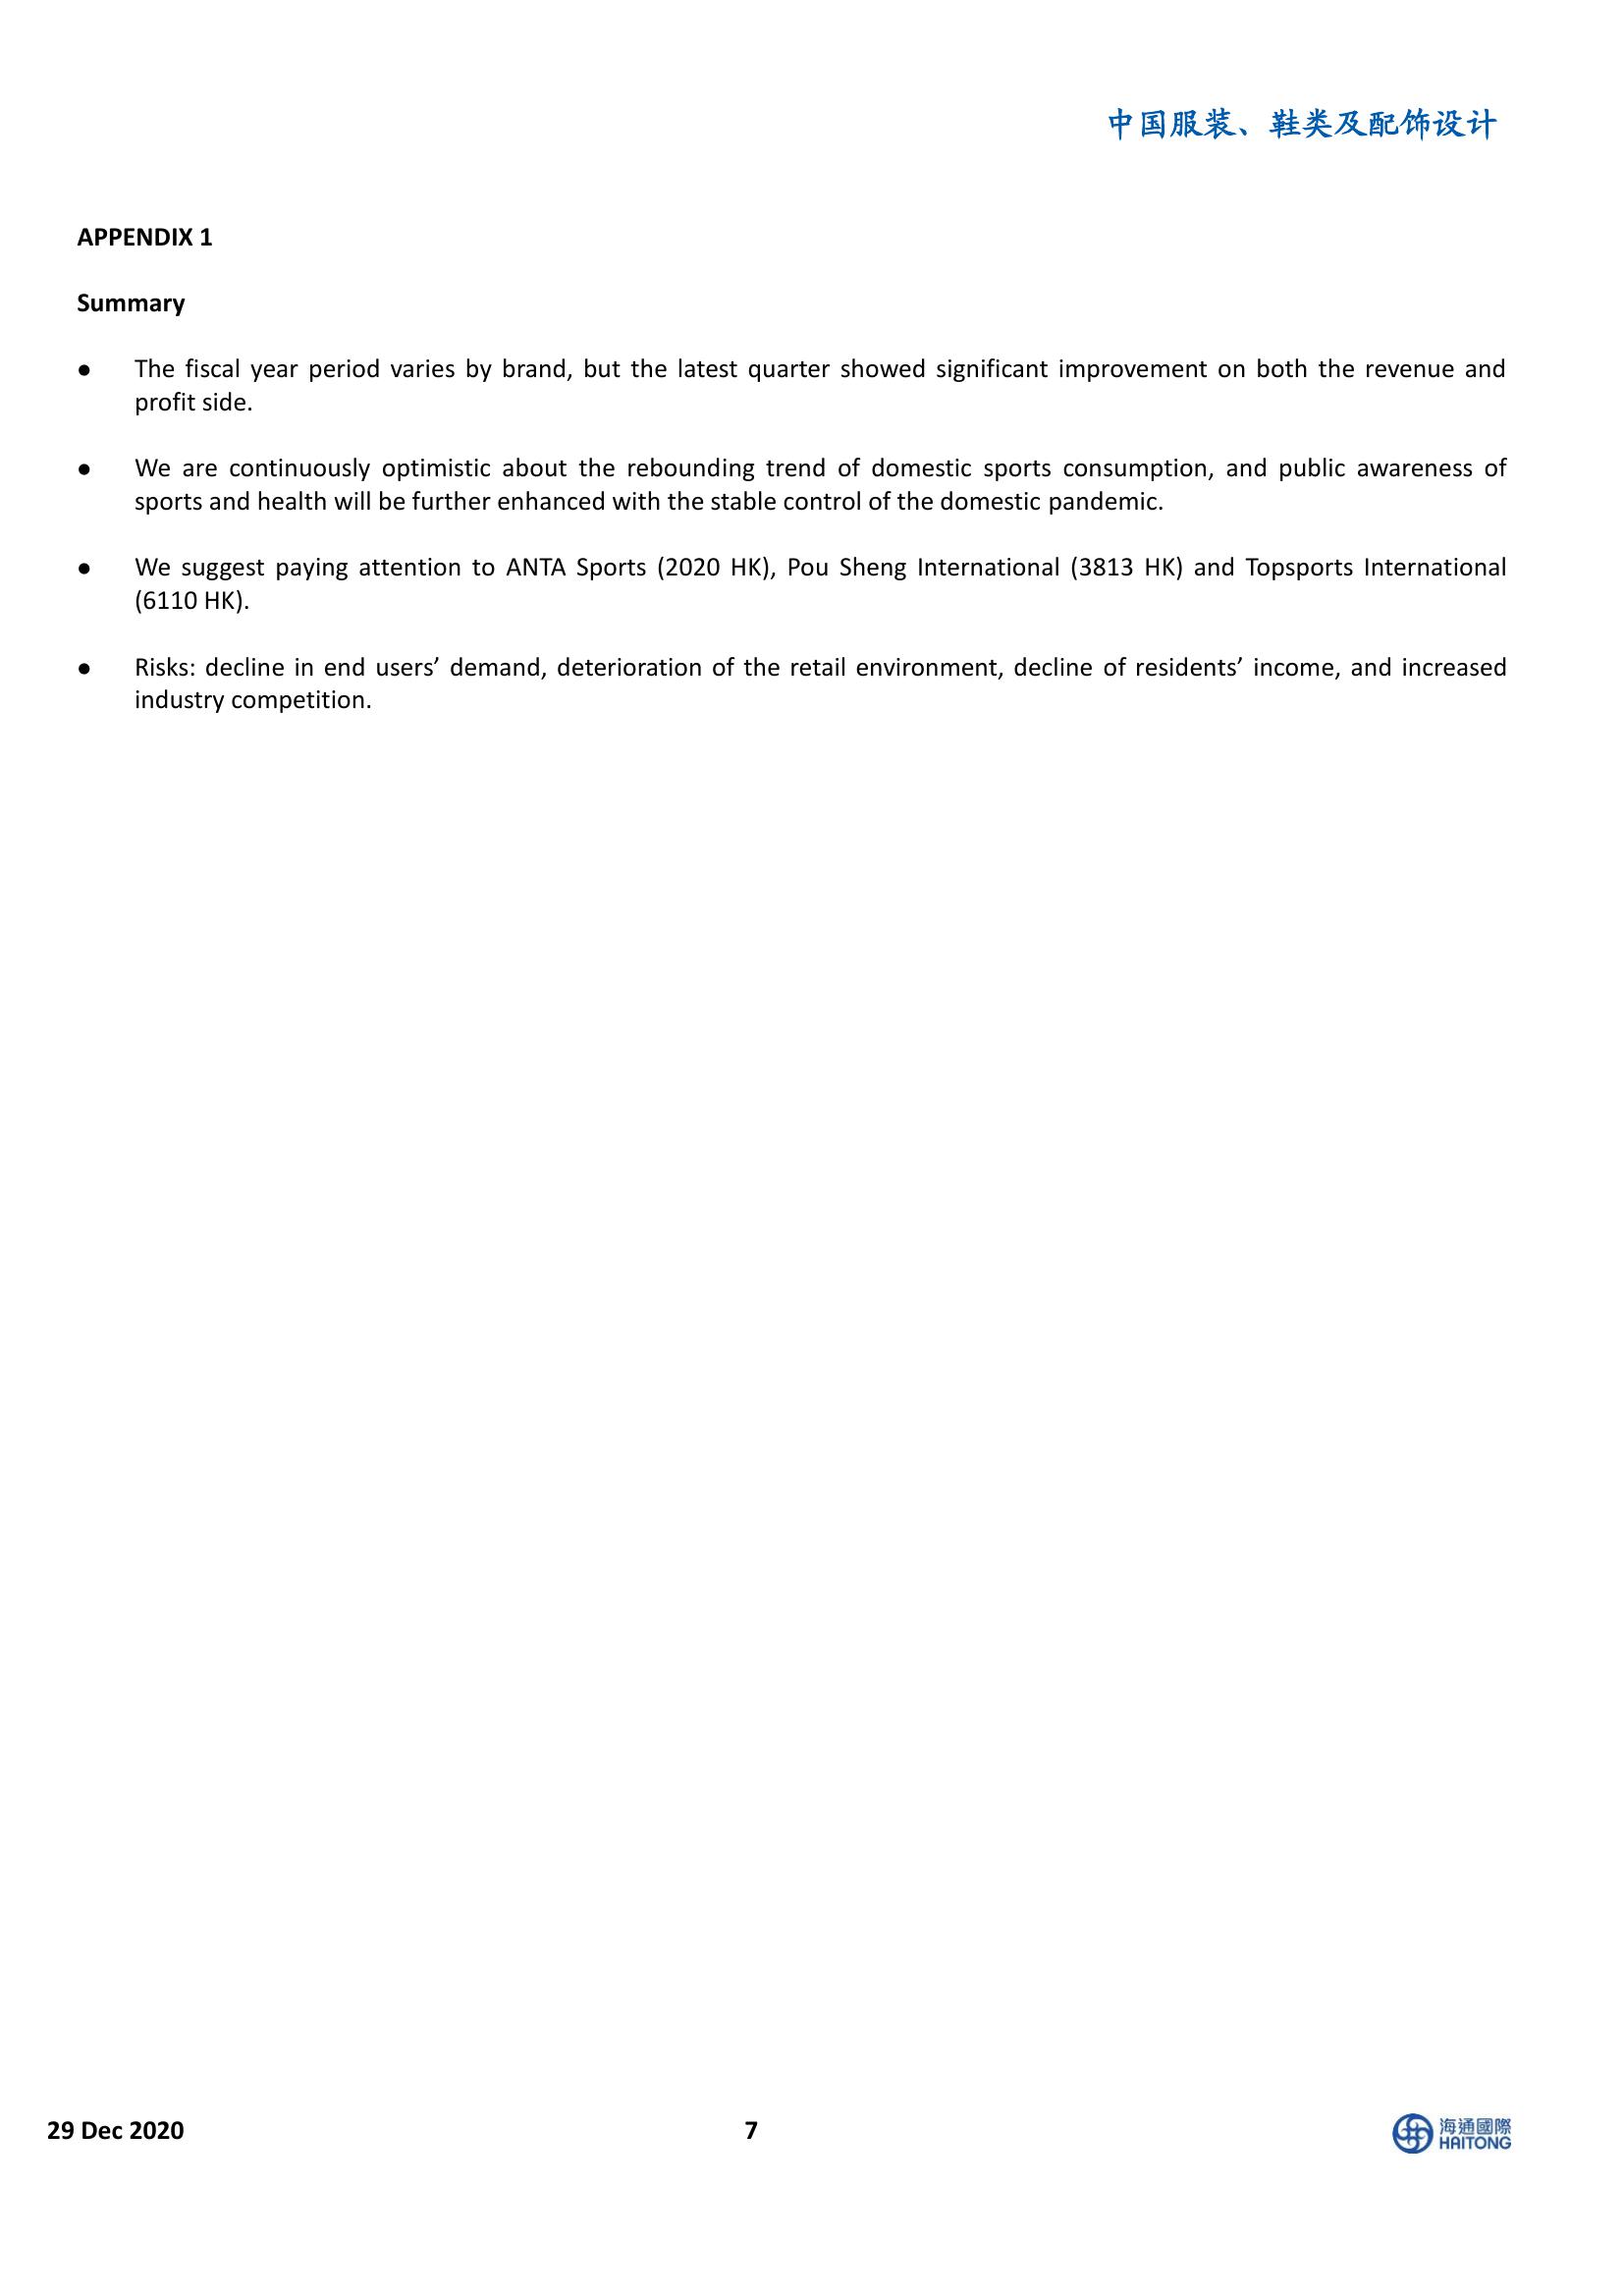 中国服装、鞋类及配饰设计
APPENDIX 1
Summary
● The fiscal year period varies by brand, but the latest quarter showed significant improvement on both the revenue and
profit side.
● We are continuously optimistic about the rebounding trend of domestic sports consumption, and public awareness of
sports and health will be further enhanced with the stable control of the domestic pandemic.
● We suggest paying attention to ANTA Sports (2020 HK), Pou Sheng International (3813 HK) and Topsports International
(6110 HK).
● Risks: decline in end users’ demand, deterioration of the retail environment, decline of residents’ income, and increased
industry competition.
29 Dec 2020
7
海通國際
HAITONG